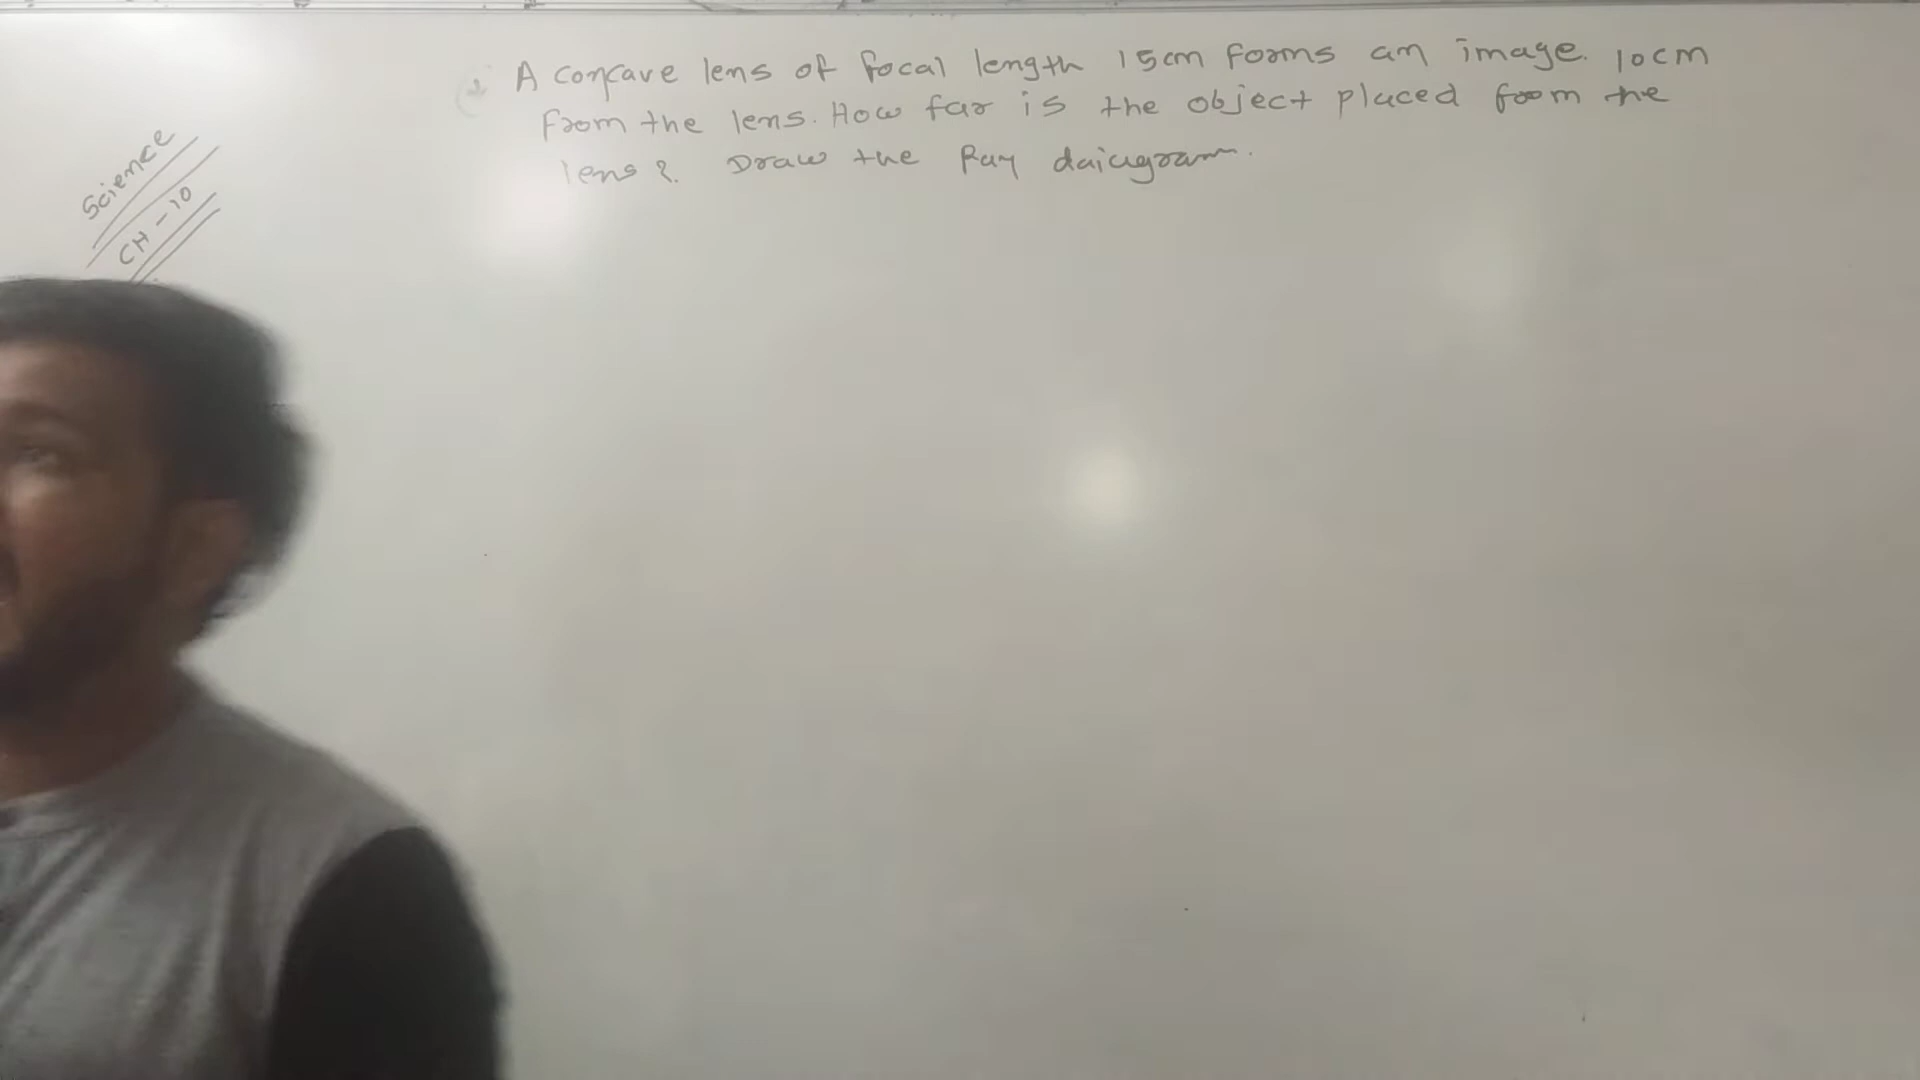 Science
CH - 10
A concave lens of focal length 15cm forms an image. 10cm
From the lens. How far is the object placed from the
lens?. Draw the Ray daiagram.